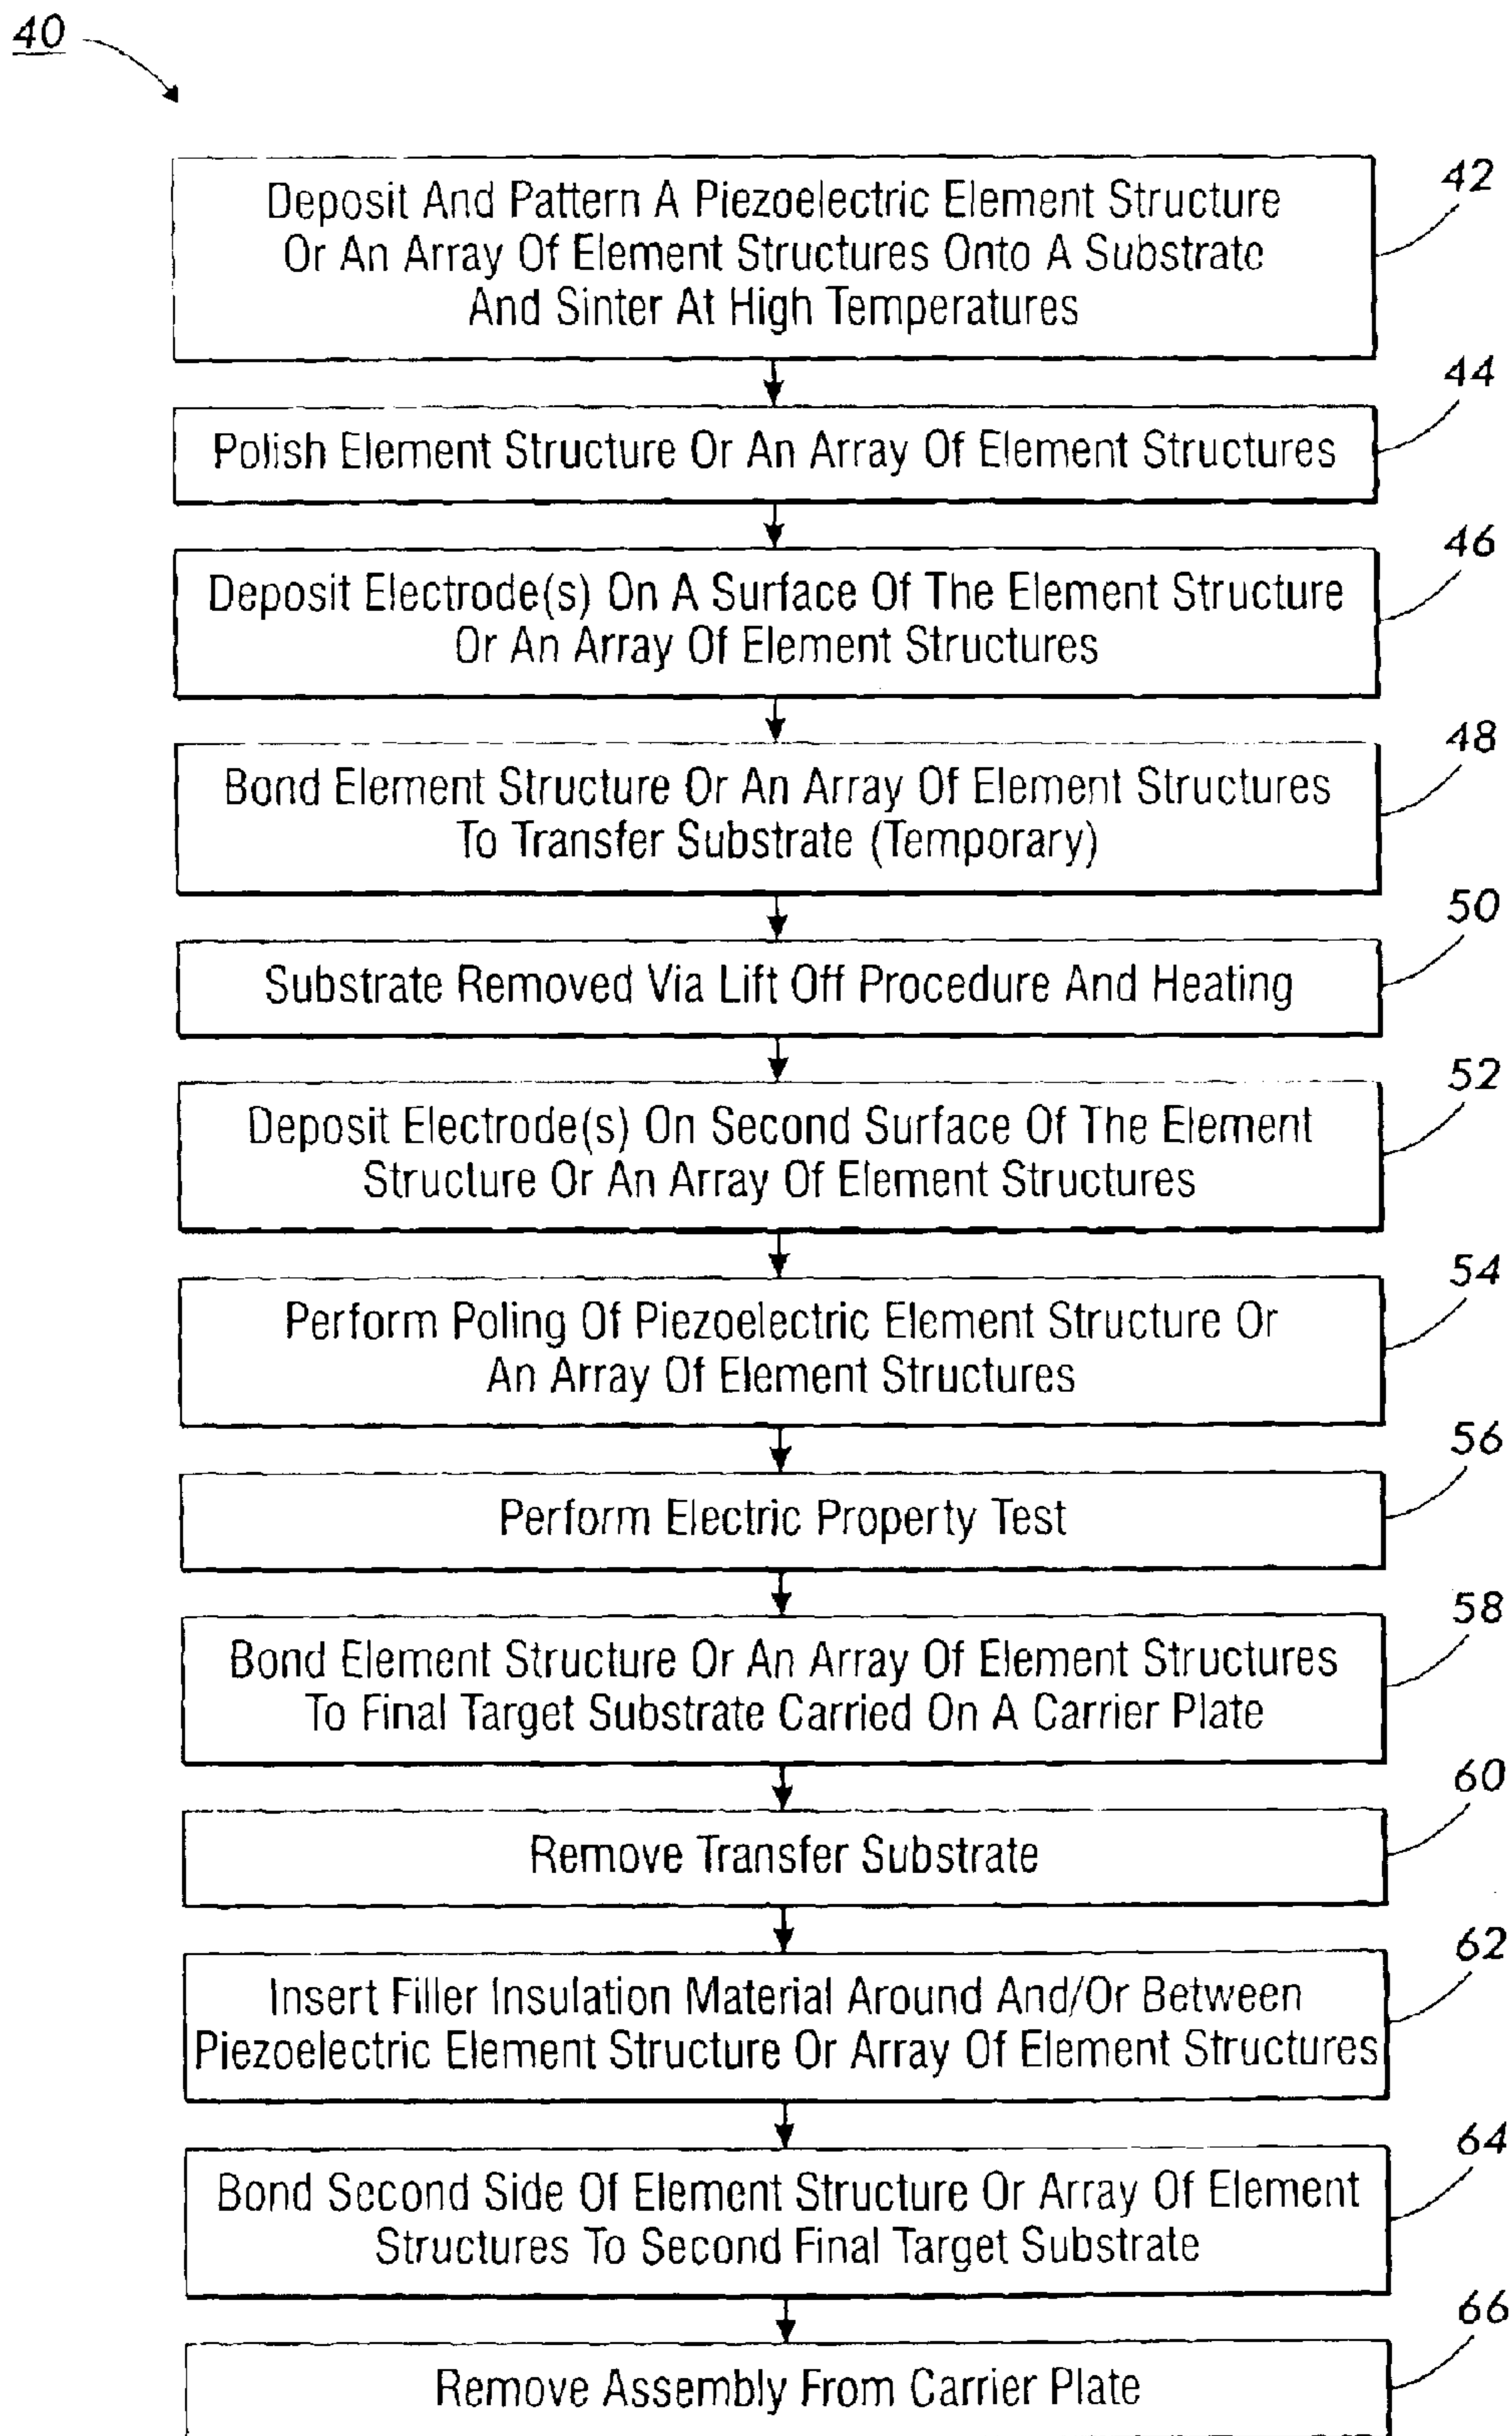 40
Deposit And Pattern A Piezoelectric Element Structure
Or An Array Of Element Structures Onto A Substrate
And Sinter At High Temperatures
42
Polish Element Structure Or An Array Of Element Structures
44
Deposit Electrode(s) On A Surface Of The Element Structure
Or An Array Of Element Structures
46
Bond Element Structure Or An Array Of Element Structures
To Transfer Substrate (Temporary)
48
Substrate Removed Via Lift Off Procedure And Heating
50
Deposit Electrode(s) On Second Surface Of The Element
Structure Or An Array Of Element Structures
52
Perform Poling Of Piezoelectric Element Structure Or
An Array Of Element Structures
54
Perform Electric Property Test
56
Bond Element Structure Or An Array Of Element Structures
To Final Target Substrate Carried On A Carrier Plate
58
Remove Transfer Substrate
60
Insert Filler Insulation Material Around And/Or Between
Piezoelectric Element Structure Or Array Of Element Structures
62
Bond Second Side Of Element Structure Or Array Of Element
Structures To Second Final Target Substrate
64
Remove Assembly From Carrier Plate
66